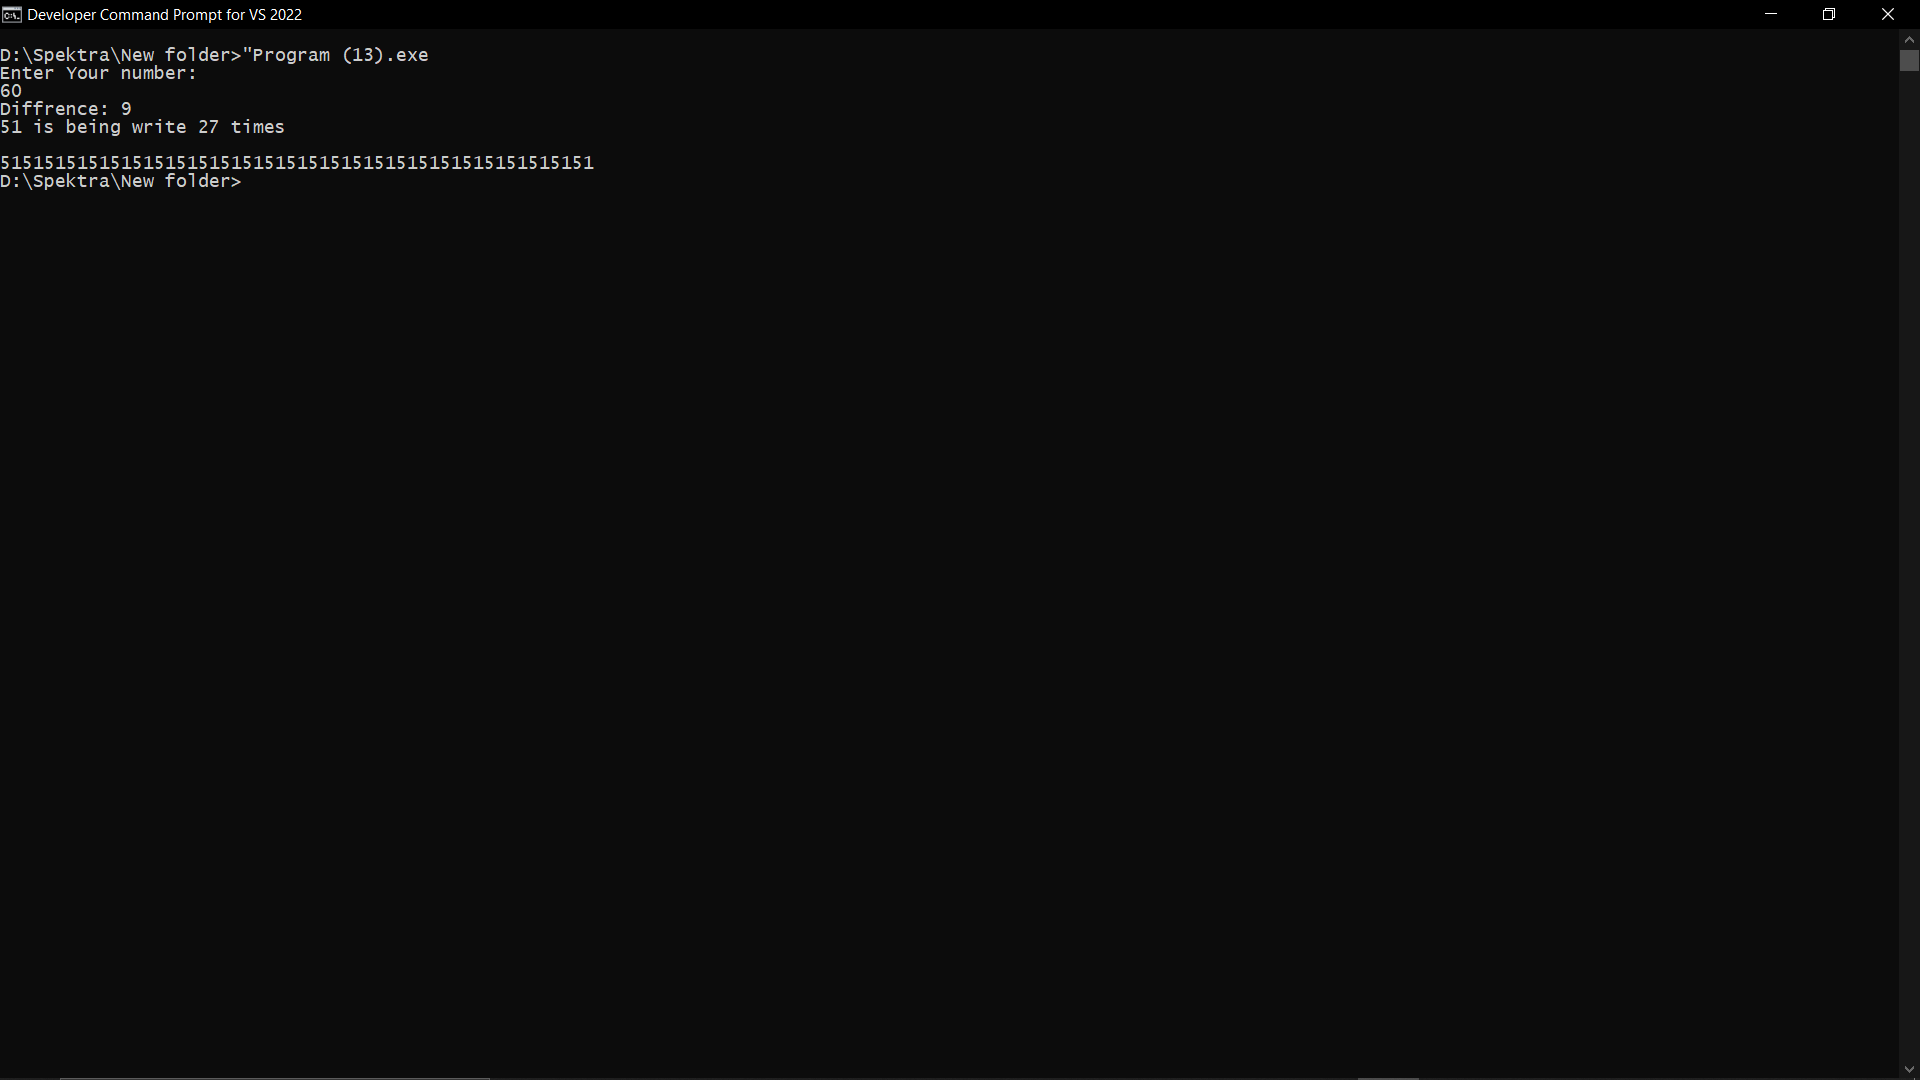 Developer Command Prompt for VS 2022
D:\Spektra\New folder>"Program (13).exe
Enter Your number:
60
Diffrence: 9
51 is being write 27 times
515151515151515151515151515151515151515151515151515151
D:\Spektra\New folder>